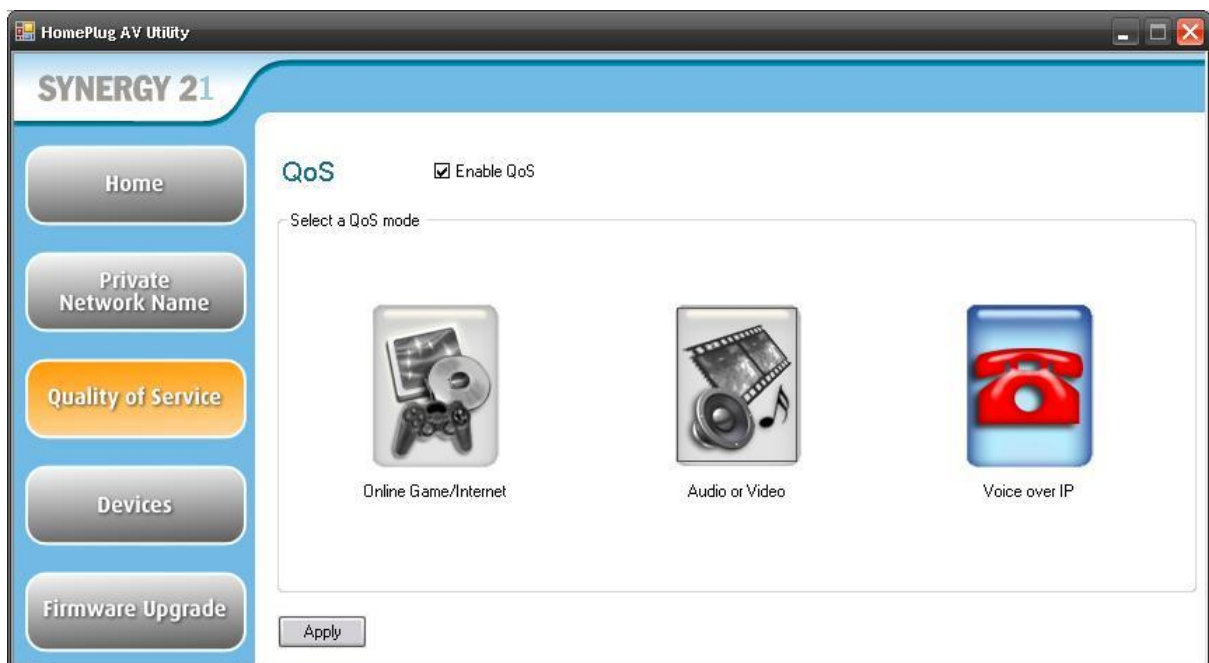 HomePlug AV Utility
SYNERGY 21
Home
Private
Network Name
Quality of Service
Devices
Firmware Upgrade
QoS
Enable QoS
Select a QoS mode
Online Game/Internet
Audio or Video
Voice over IP
Apply